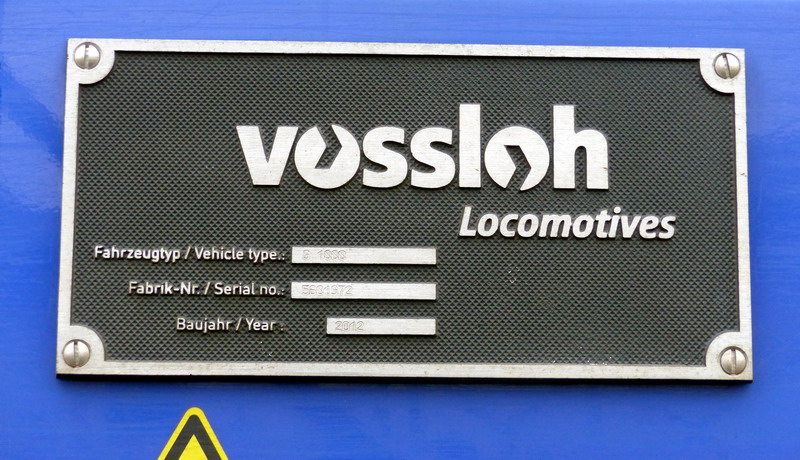 vossloh
Locomotives
Fahrzeugtyp / Vehicle type.:
Fabrik-Nr. / Serial no.:
Baujahr / Year : 2012